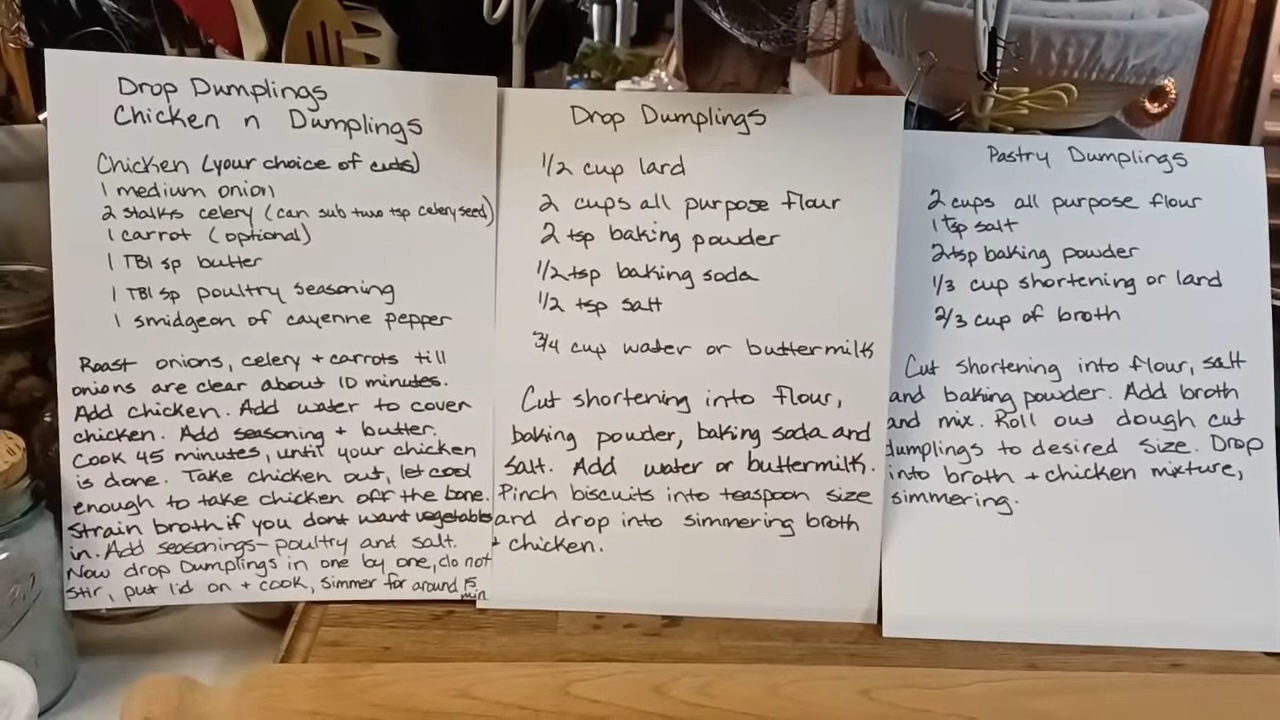 Drop Dumplings
Chicken n Dumplings
Chicken (your choice of cuts)
1 medium onion
2 stalks celery (can sub two tsp celery seed)
1 carrot (optional)
1 TBl sp butter
1 TBl sp poultry seasoning
1 smidgeon of cayenne pepper
Roast onions, celery + carrots till
onions are clear about 10 minutes.
Add chicken. Add water to cover
chicken. Add seasoning + butter.
Cook 45 minutes, until your chicken
is done. Take chicken out, let cool
enough to take chicken off the bone.
Strain broth if you dont want vegetables
in. Add seasonings - poultry and salt.
Now drop Dumplings in one by one, do not
stir, put lid on + cook, simmer for around 15
min
Drop Dumplings
1/2 cup lard
2 cups all purpose flour
2 tsp baking powder
1/2 tsp baking soda
1/2 tsp salt
3/4 cup water or buttermilk
Cut shortening into flour,
baking powder, baking soda and
salt. Add water or buttermilk.
Pinch biscuits into teaspoon size
and drop into simmering broth
+ chicken.
Pastry Dumplings
2 cups all purpose flour
1 tsp salt
2 tsp baking powder
1/3 cup shortening or lard
2/3 cup of broth
Cut shortening into flour, salt
and baking powder. Add broth
and mix. Roll out dough cut
dumplings to desired size. Drop
into broth + chicken mixture,
simmering.